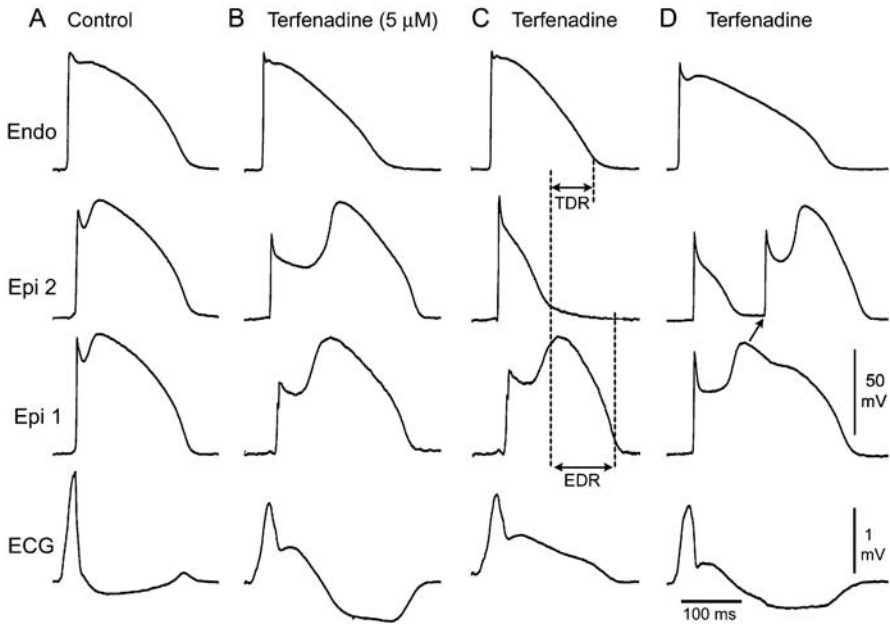 A Control
B Terfenadine (5 μM)
C Terfenadine
D Terfenadine
Endo
TDR
Epi 2
Epi 1
50
mV
EDR
ECG
1
mV
100 ms